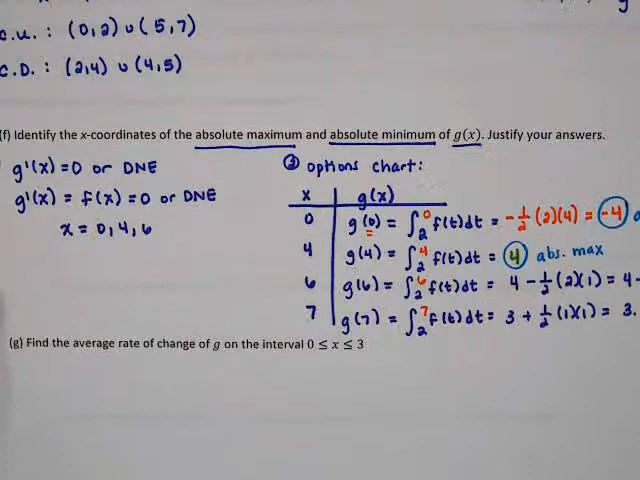 C.U. : (0,2) ∪ (5,7)
C.D. : (2,4) ∪ (4,5)
(f) Identify the x-coordinates of the absolute maximum and absolute minimum of g(x). Justify your answers.
g'(x) = 0 or DNE
g'(x) = f(x) = 0 or DNE
x = 0, 4, 6
③ options chart:
x | g(x)
0 | g(0) = ∫₂⁰ f(t)dt = -½(2)(4) = -4
4 | g(4) = ∫₂⁴ f(t)dt = 4 abs. max
6 | g(6) = ∫₂⁶ f(t)dt = 4 - ½(2)(1) = 4-
7 | g(7) = ∫₂⁷ f(t)dt = 3 + ½(1)(1) = 3.
(g) Find the average rate of change of g on the interval 0 ≤ x ≤ 3